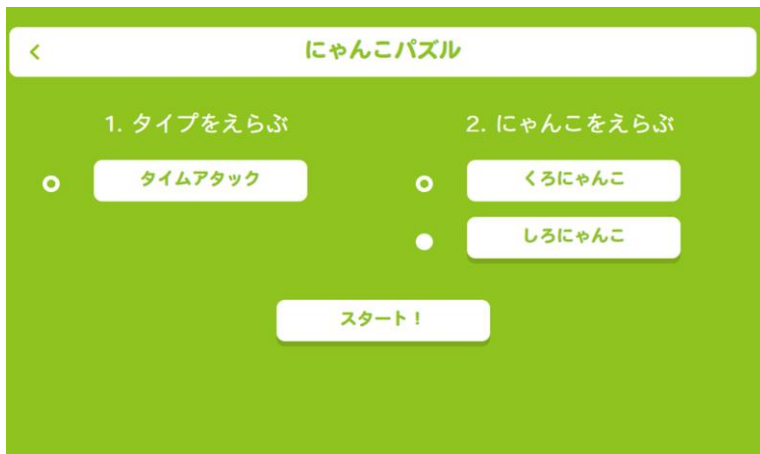 にゃんこパズル
1. タイプをえらぶ
タイムアタック
2. にゃんこをえらぶ
くろにゃんこ
しろにゃんこ
スタート!